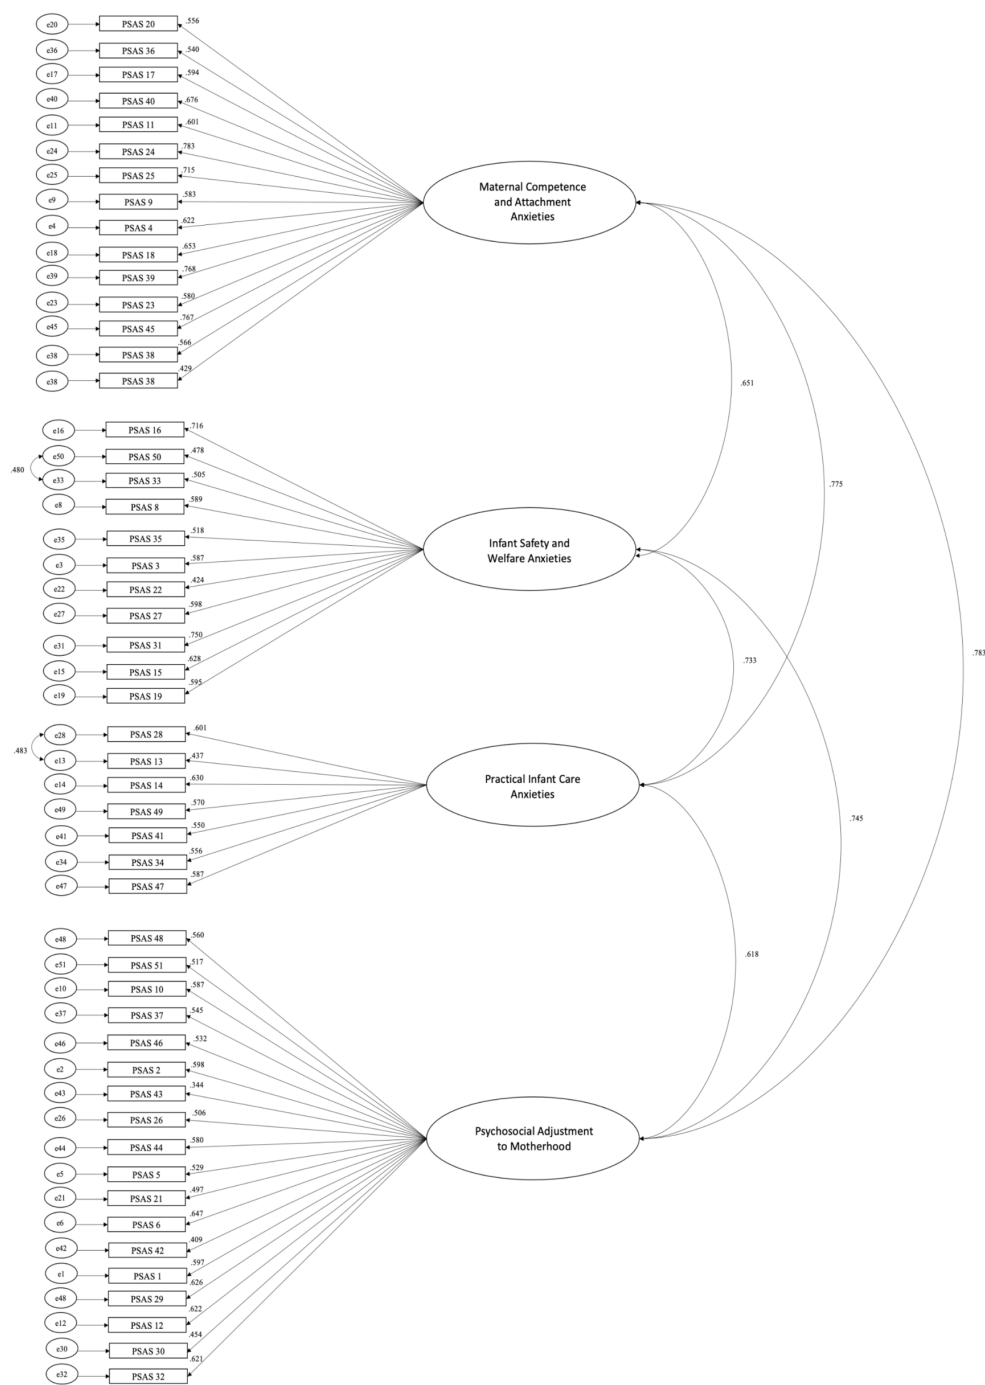 e20 PSAS 20 .556
e36 PSAS 36 .540
e17 PSAS 17 .594
e40 PSAS 40 .676
e11 PSAS 11 .601
e24 PSAS 24 .783
e25 PSAS 25 .715
e9 PSAS 9 .583
e4 PSAS 4 .622
e18 PSAS 18 .653
e39 PSAS 39 .768
e23 PSAS 23 .580
e45 PSAS 45 .767
e38 PSAS 38 .566
e38 PSAS 38 .429
Maternal Competence
and Attachment
Anxieties
.651
.775
.783
e16 PSAS 16 .716
e50 PSAS 50 .478
.480
e33 PSAS 33 .505
e8 PSAS 8 .589
e35 PSAS 35 .518
e3 PSAS 3 .587
e22 PSAS 22 .424
e27 PSAS 27 .598
e31 PSAS 31 .750
e15 PSAS 15 .628
e19 PSAS 19 .595
Infant Safety and
Welfare Anxieties
.733
.745
e28 PSAS 28 .601
.483
e13 PSAS 13 .437
e14 PSAS 14 .630
e49 PSAS 49 .570
e41 PSAS 41 .550
e34 PSAS 34 .556
e47 PSAS 47 .587
Practical Infant Care
Anxieties
.618
e48 PSAS 48 .560
e51 PSAS 51 .517
e10 PSAS 10 .587
e37 PSAS 37 .545
e46 PSAS 46 .532
e2 PSAS 2 .598
e43 PSAS 43 .344
e26 PSAS 26 .506
e44 PSAS 44 .580
e5 PSAS 5 .529
e21 PSAS 21 .497
e6 PSAS 6 .647
e42 PSAS 42 .409
e1 PSAS 1 .597
e48 PSAS 29 .626
e12 PSAS 12 .622
e30 PSAS 30 .454
e32 PSAS 32 .621
Psychosocial Adjustment
to Motherhood